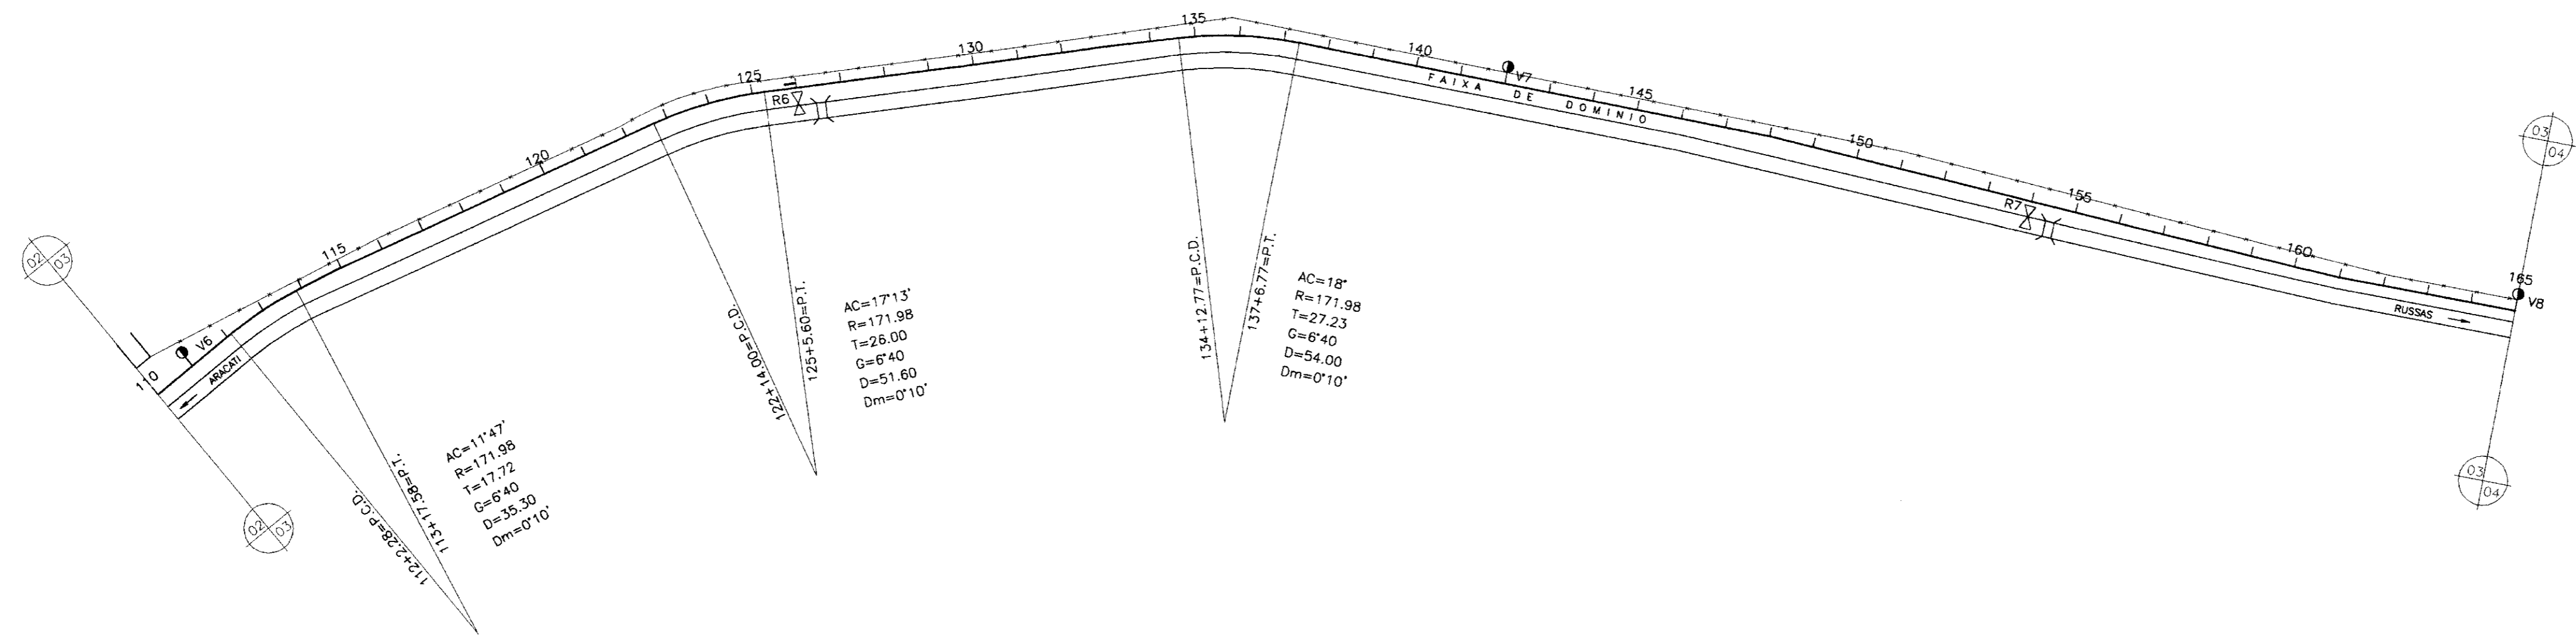 02
03
02
03
110
V6
ARACATI
115
120
125
R6
130
135
140
V7
145
150
155
R7
160
165
V8
FAIXA DE DOMINIO
RUSSAS
03
04
03
04
112+2.28=P.C.D.
113+17.58=P.T.
AC=11°47'
R=171.98
T=17.72
G=6°40
D=35.30
Dm=0°10'
122+14.00=P.C.D.
125+5.60=P.T.
AC=17°13'
R=171.98
T=26.00
G=6°40
D=51.60
Dm=0°10'
134+12.77=P.C.D.
137+6.77=P.T.
AC=18°
R=171.98
T=27.23
G=6°40
D=54.00
Dm=0°10'